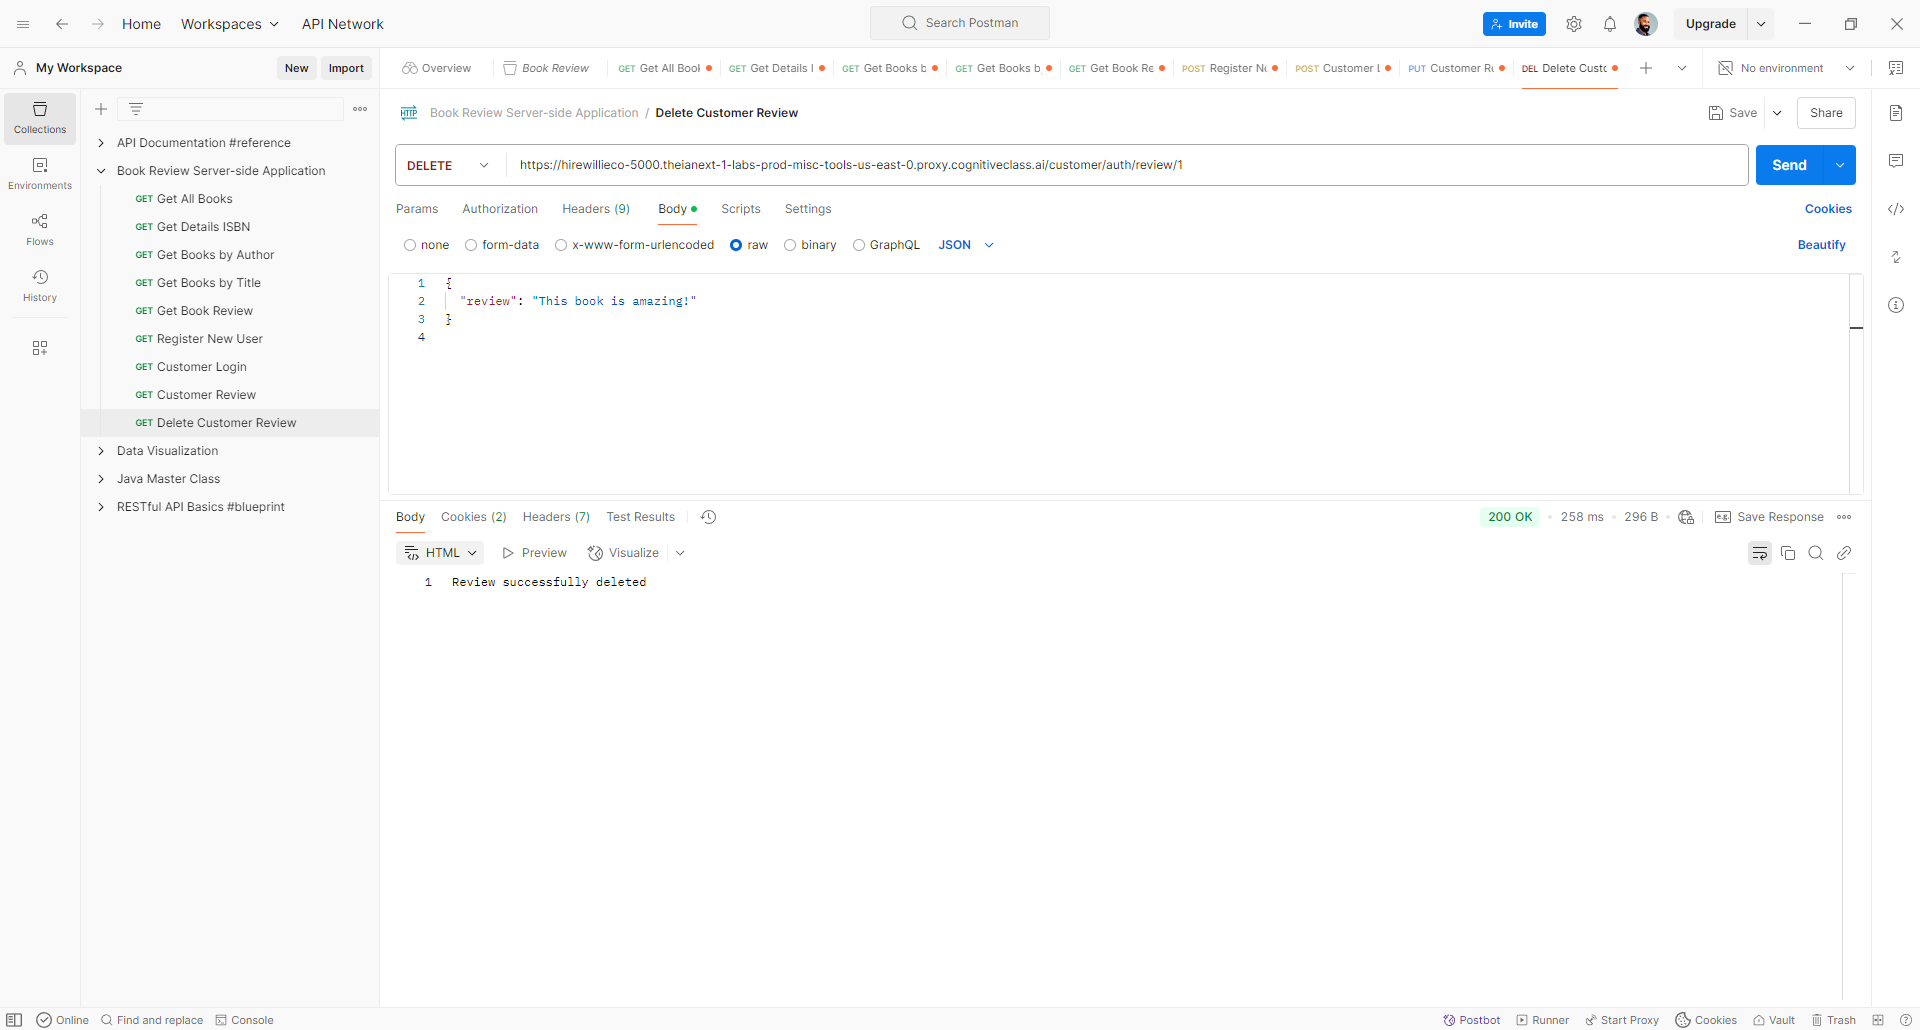 Home Workspaces API Network Search Postman Invite Upgrade
My Workspace New Import Overview Book Review GET Get All Bool GET Get Details I GET Get Books b GET Get Books b GET Get Book Re POST Register Ne POST Customer L PUT Customer Re DEL Delete Custo No environment
Collections
Environments
Flows
History
API Documentation #reference
Book Review Server-side Application
GET Get All Books
GET Get Details ISBN
GET Get Books by Author
GET Get Books by Title
GET Get Book Review
GET Register New User
GET Customer Login
GET Customer Review
GET Delete Customer Review
Data Visualization
Java Master Class
RESTful API Basics #blueprint
HTTP Book Review Server-side Application / Delete Customer Review Save Share
DELETE https://hirewillieco-5000.theianext-1-labs-prod-misc-tools-us-east-0.proxy.cognitiveclass.ai/customer/auth/review/1 Send
Params Authorization Headers (9) Body Scripts Settings Cookies
none form-data x-www-form-urlencoded raw binary GraphQL JSON Beautify
1 {
2 "review": "This book is amazing!"
3 }
4
Body Cookies (2) Headers (7) Test Results 200 OK 258 ms 296 B e.g. Save Response
HTML Preview Visualize
1 Review successfully deleted
Online Find and replace Console Postbot Runner Start Proxy Cookies Vault Trash